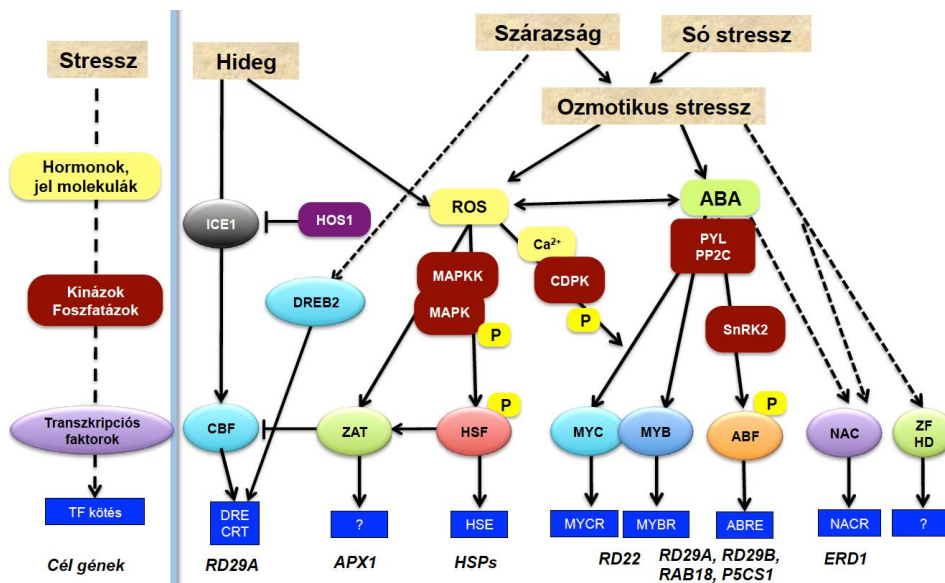 Stressz
Hormonok,
jel molekulák
Kinázok
Foszfatázok
Transzkripciós
faktorok
TF kötés
Cél gének
Hideg
Szárazság
Só stressz
Ozmotikus stressz
ROS
ABA
ICE1
HOS1
Ca2+
PYL
PP2C
MAPKK
CDPK
DREB2
MAPK
P
P
SnRK2
P
P
CBF
ZAT
HSF
MYC
MYB
ABF
NAC
ZF
HD
DRE
CRT
?
HSE
MYCR
MYBR
ABRE
NACR
?
RD29A
APX1
HSPs
RD22
RD29A, RD29B,
RAB18, P5CS1
ERD1